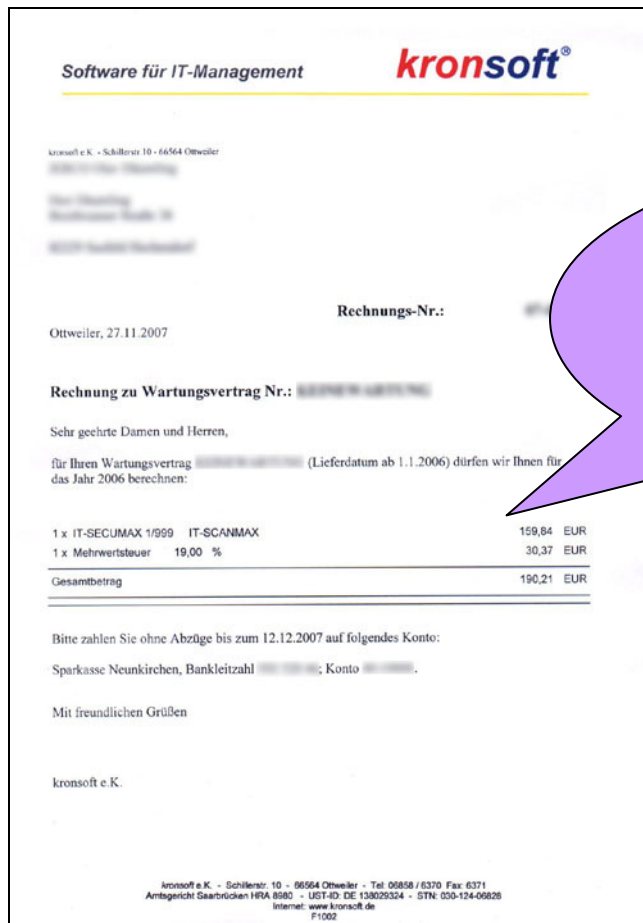 Software für IT-Management
kronsoft®
kronsoft e.K. - Schillerstr. 10 - 66564 Ottweiler
Rechnungs-Nr.:
Ottweiler, 27.11.2007
Rechnung zu Wartungsvertrag Nr.:
Sehr geehrte Damen und Herren,
für Ihren Wartungsvertrag (Lieferdatum ab 1.1.2006) dürfen wir Ihnen für
das Jahr 2006 berechnen:
1 x IT-SECUMAX 1/999 IT-SCANMAX 159,84 EUR
1 x Mehrwertsteuer 19,00 % 30,37 EUR
Gesamtbetrag 190,21 EUR
Bitte zahlen Sie ohne Abzüge bis zum 12.12.2007 auf folgendes Konto:
Sparkasse Neunkirchen, Bankleitzahl ; Konto .
Mit freundlichen Grüßen
kronsoft e.K.
kronsoft e.K. - Schillerstr. 10 - 66564 Ottweiler - Tel: 06858 / 6370 Fax: 6371
Amtsgericht Saarbrücken HRA 8980 - UST-ID: DE 138029324 - STN: 030-124-06828
Internet: www.kronsoft.de
F1002